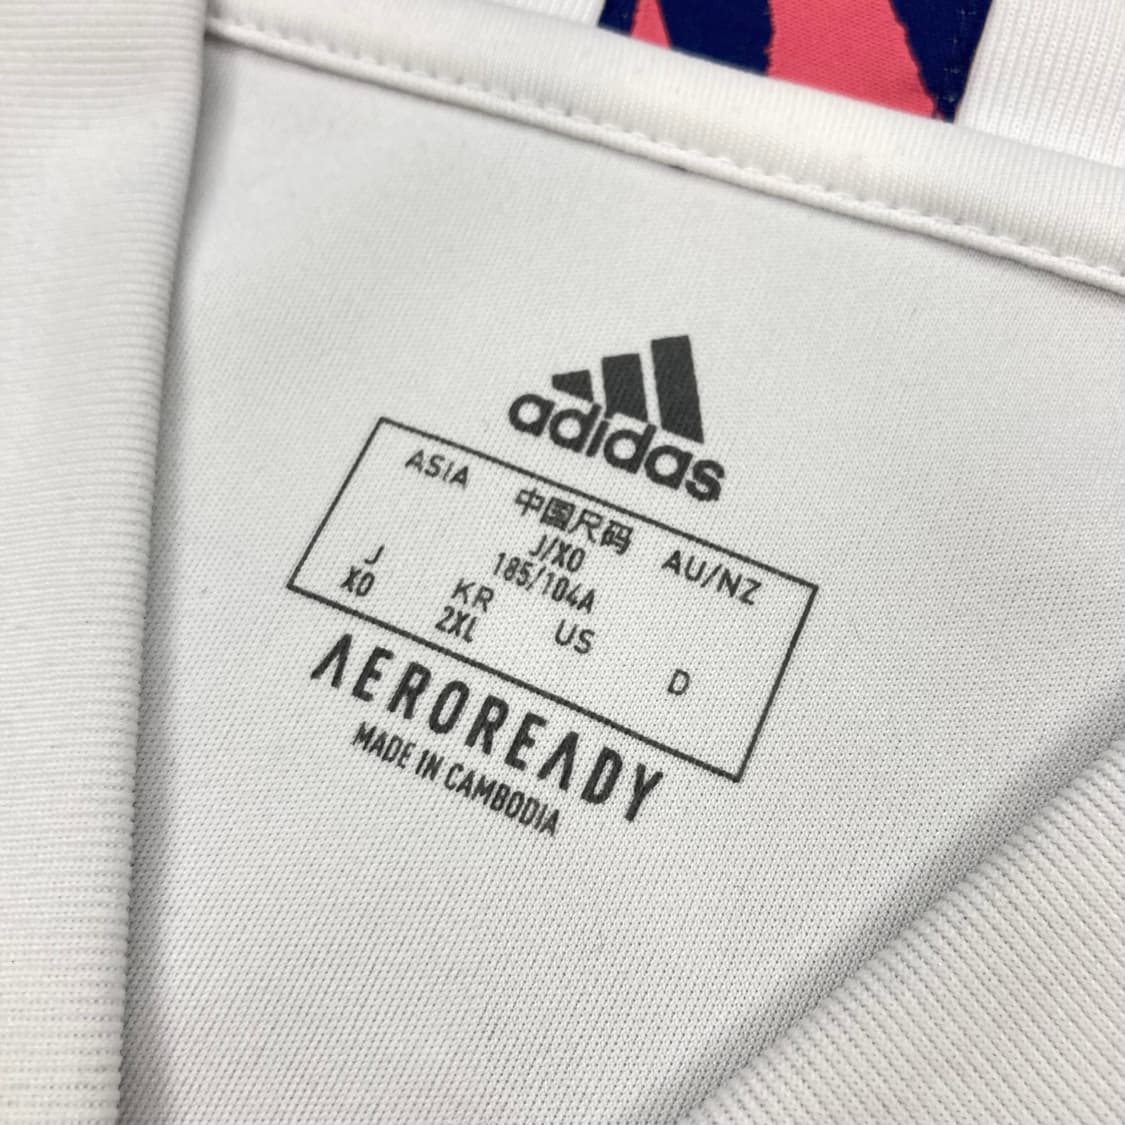 adidas
ASIA 中国尺码 AU/NZ
J/XO
185/104A
J KR US D
XO 2XL
AEROREADY
MADE IN CAMBODIA